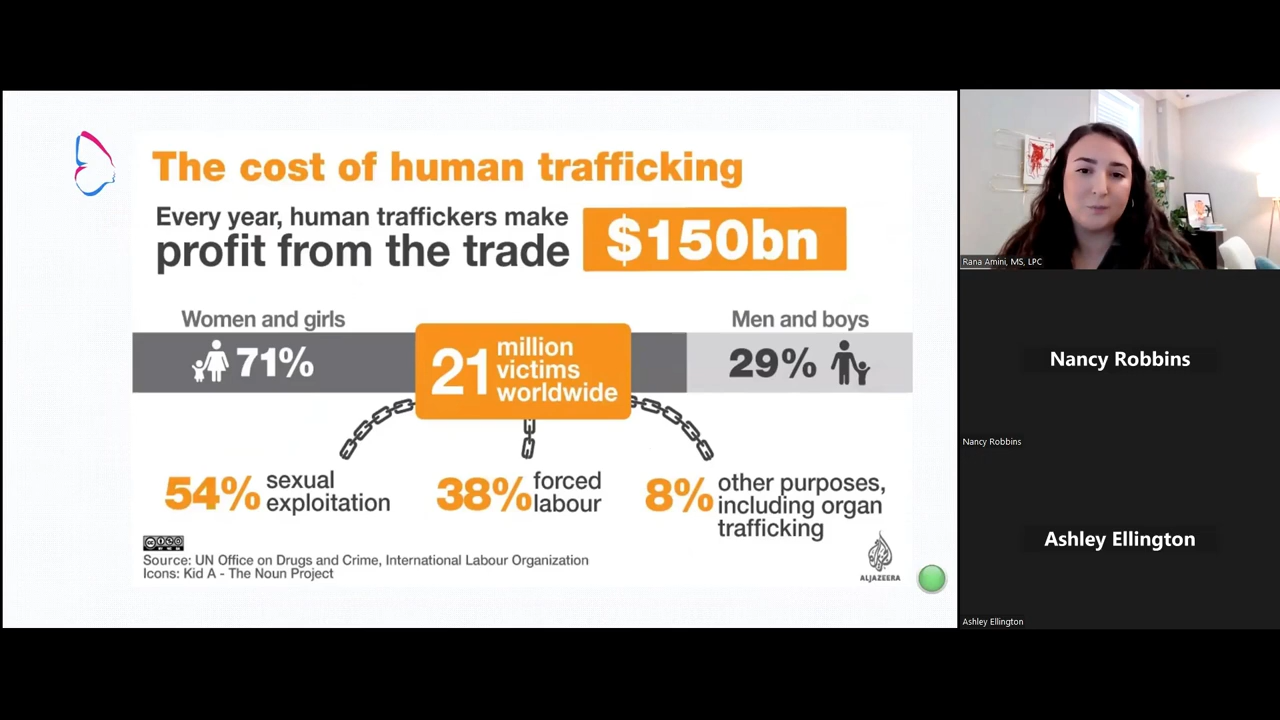 The cost of human trafficking
Every year, human traffickers make
profit from the trade
$150bn
Women and girls
71%
21
million
victims
worldwide
Men and boys
29%
54%
sexual
exploitation
38%
forced
labour
8%
other purposes,
including organ
trafficking
Source: UN Office on Drugs and Crime, International Labour Organization
Icons: Kid A - The Noun Project
ALJAZEERA
Rana Amini, MS, LPC
Nancy Robbins
Nancy Robbins
Ashley Ellington
Ashley Ellington